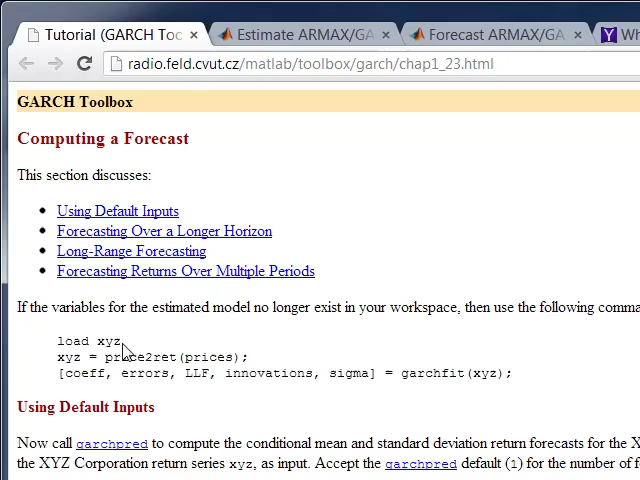 Tutorial (GARCH Too
Estimate ARMAX/GA
Forecast ARMAX/GA
Wh
radio.feld.cvut.cz/matlab/toolbox/garch/chap1_23.html
GARCH Toolbox
Computing a Forecast
This section discusses:
Using Default Inputs
Forecasting Over a Longer Horizon
Long-Range Forecasting
Forecasting Returns Over Multiple Periods
If the variables for the estimated model no longer exist in your workspace, then use the following comma
load xyz
xyz = price2ret(prices);
[coeff, errors, LLF, innovations, sigma] = garchfit(xyz);
Using Default Inputs
Now call garchpred to compute the conditional mean and standard deviation return forecasts for the X
the XYZ Corporation return series xyz, as input. Accept the garchpred default (1) for the number of f